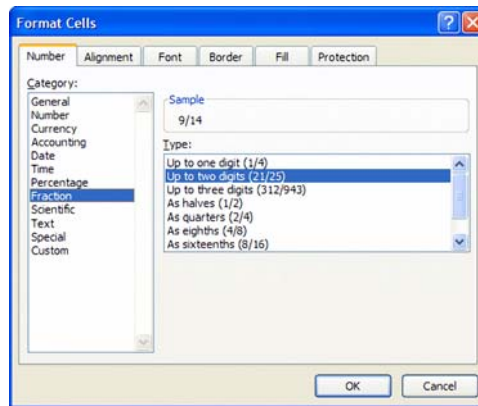 Format Cells
Number Alignment Font Border Fill Protection
Category:
General
Number
Currency
Accounting
Date
Time
Percentage
Fraction
Scientific
Text
Special
Custom
Sample
9/14
Type:
Up to one digit (1/4)
Up to two digits (21/25)
Up to three digits (312/943)
As halves (1/2)
As quarters (2/4)
As eighths (4/8)
As sixteenths (8/16)
OK Cancel